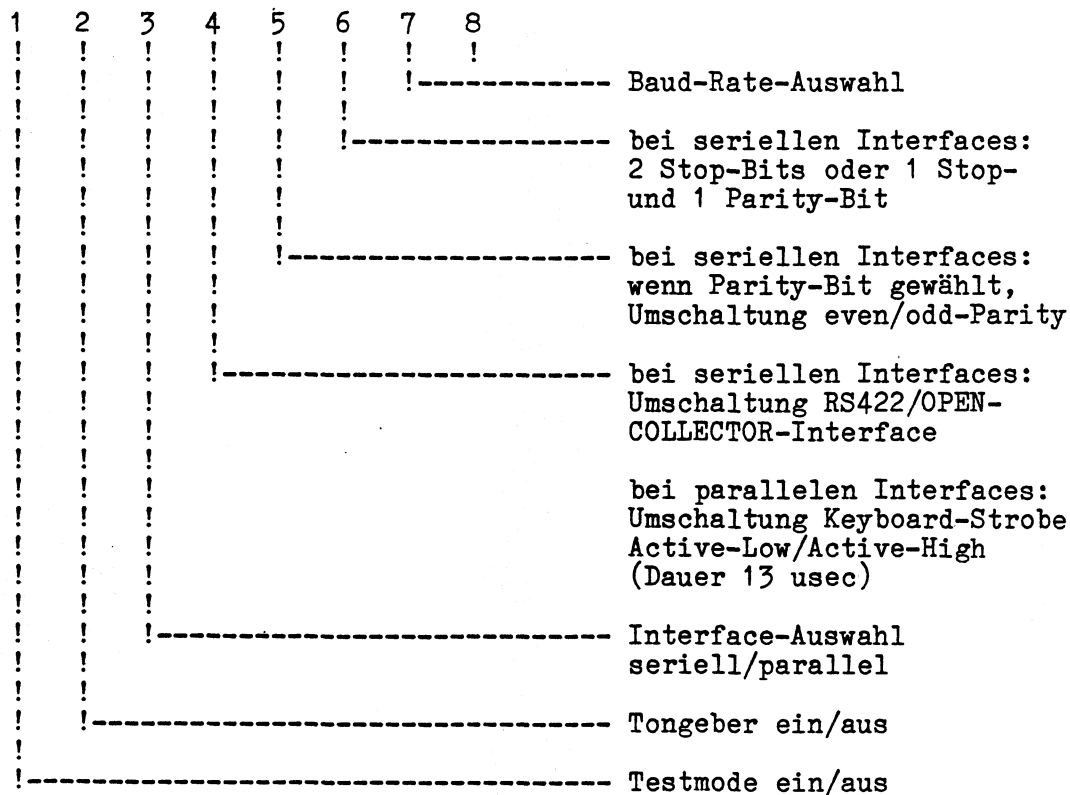 1 2 3 4 5 6 7 8
Baud-Rate-Auswahl
bei seriellen Interfaces:
2 Stop-Bits oder 1 Stop-
und 1 Parity-Bit
bei seriellen Interfaces:
wenn Parity-Bit gewählt,
Umschaltung even/odd-Parity
bei seriellen Interfaces:
Umschaltung RS422/OPEN-
COLLECTOR-Interface
bei parallelen Interfaces:
Umschaltung Keyboard-Strobe
Active-Low/Active-High
(Dauer 13 usec)
Interface-Auswahl
seriell/parallel
Tongeber ein/aus
Testmode ein/aus